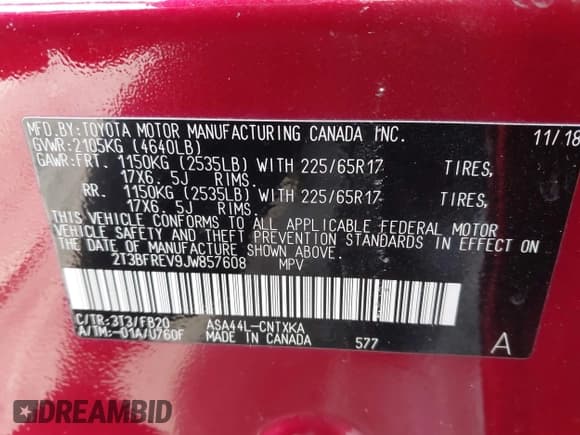 MFD.BY:TOYOTA MOTOR MANUFACTURING CANADA INC. 11/18
GVWR:2105KG (4640LB)
GAWR:FRT. 1150KG (2535LB) WITH 225/65R17 TIRES,
17X6.5J RIMS.
RR. 1150KG (2535LB) WITH 225/65R17 TIRES,
17X6.5J RIMS.
THIS VEHICLE CONFORMS TO ALL APPLICABLE FEDERAL MOTOR
VEHICLE SAFETY AND THEFT PREVENTION STANDARDS IN EFFECT ON
THE DATE OF MANUFACTURE SHOWN ABOVE.
2T3BFREV9JW857608 MPV
C/TR:3T3/FB20 ASA44L-CNTXKA
A/TM:-01A/U760F MADE IN CANADA 577 A
DREAMBID